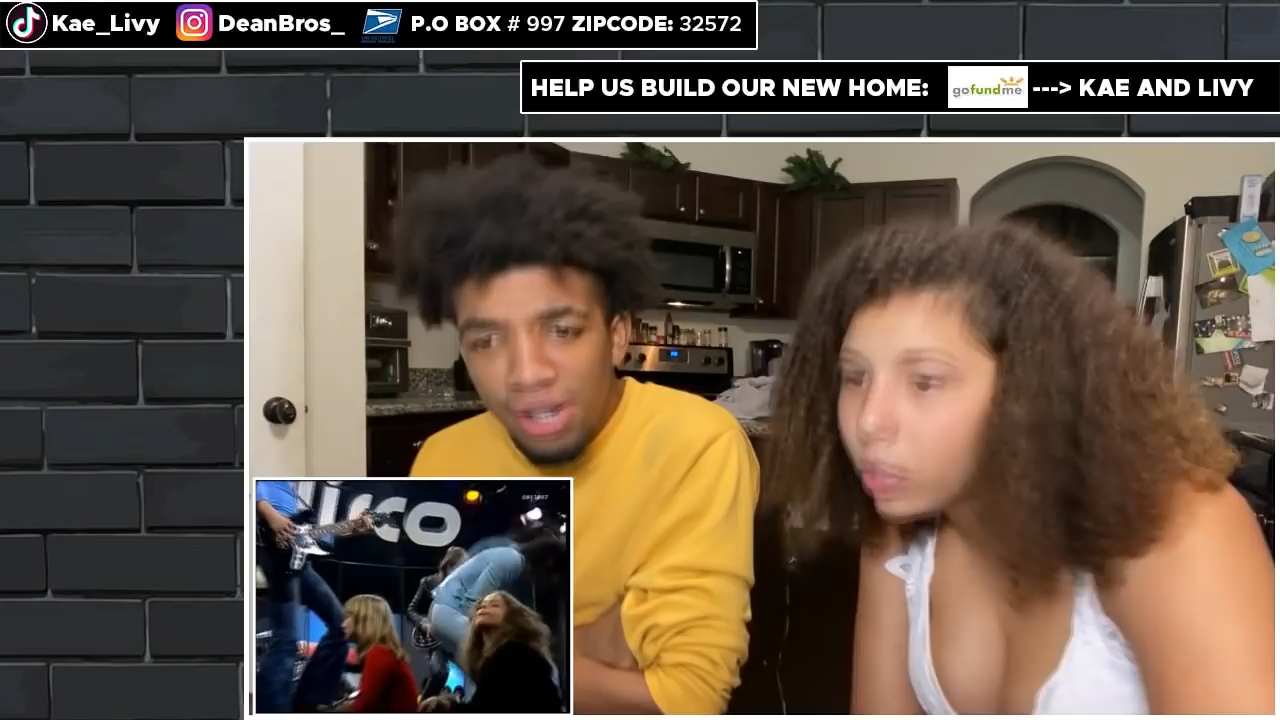 Kae_Livy DeanBros_ P.O BOX # 997 ZIPCODE: 32572
HELP US BUILD OUR NEW HOME: gofundme ---> KAE AND LIVY